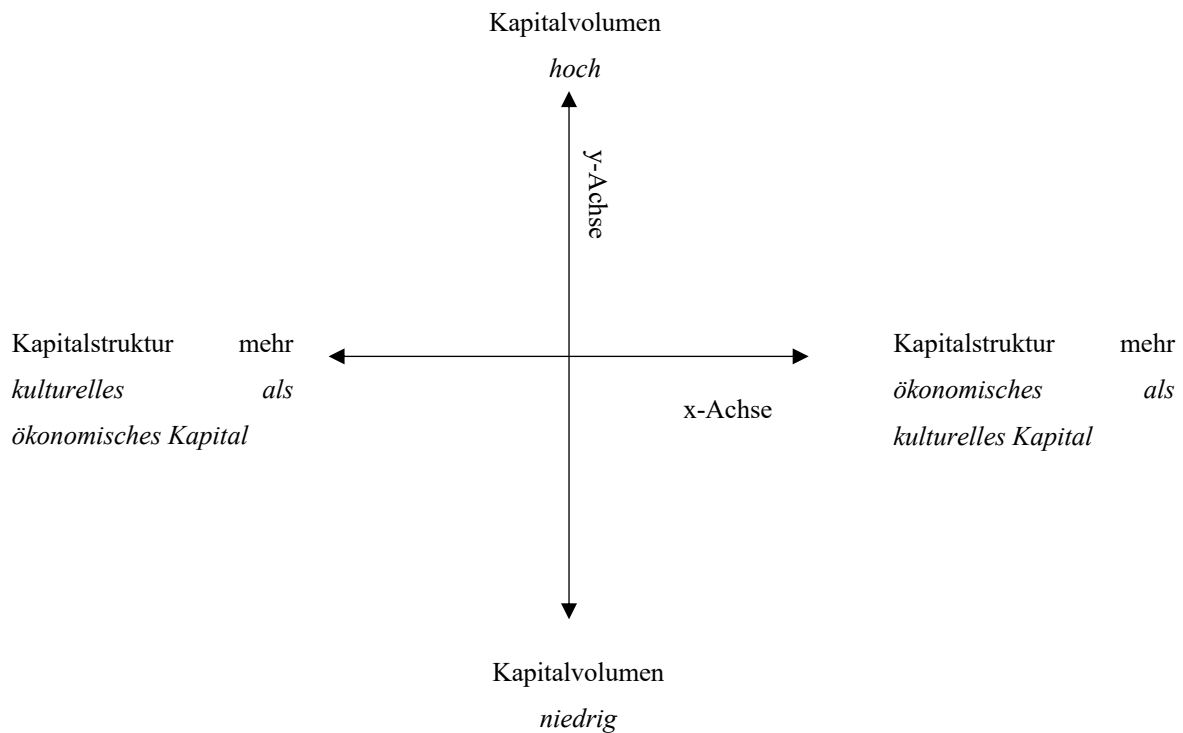 Kapitalvolumen
hoch
y-Achse
Kapitalstruktur mehr
kulturelles als
ökonomisches Kapital
x-Achse
Kapitalstruktur mehr
ökonomisches als
kulturelles Kapital
Kapitalvolumen
niedrig